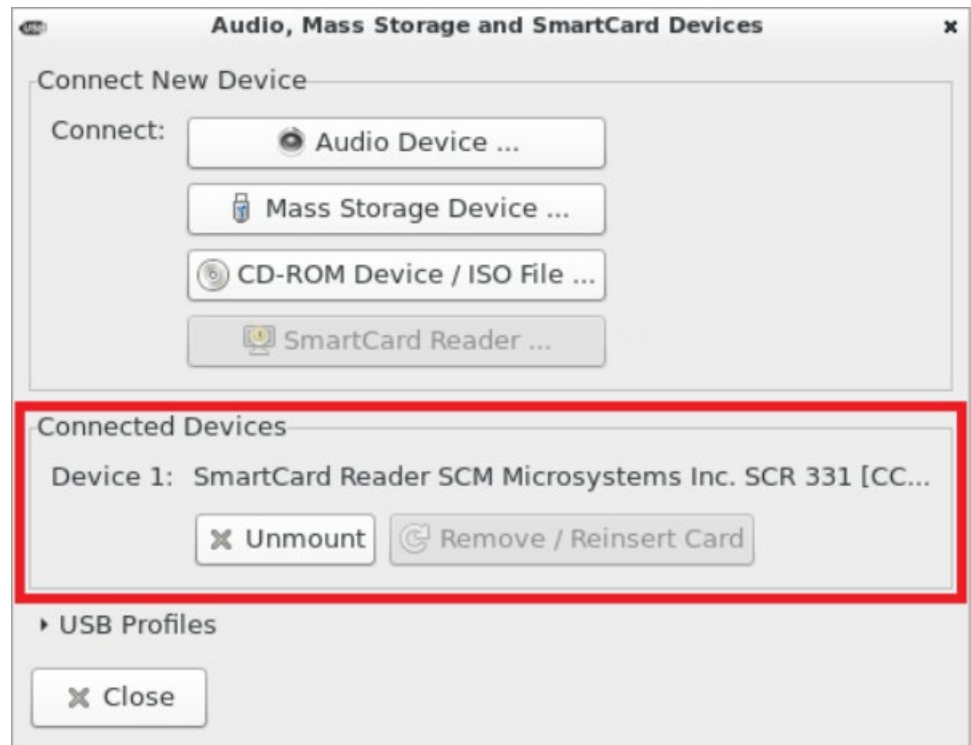 Audio, Mass Storage and SmartCard Devices
Connect New Device
Connect:
Audio Device ...
Mass Storage Device ...
CD-ROM Device / ISO File ...
SmartCard Reader ...
Connected Devices
Device 1: SmartCard Reader SCM Microsystems Inc. SCR 331 [CC...
Unmount Remove / Reinsert Card
USB Profiles
Close